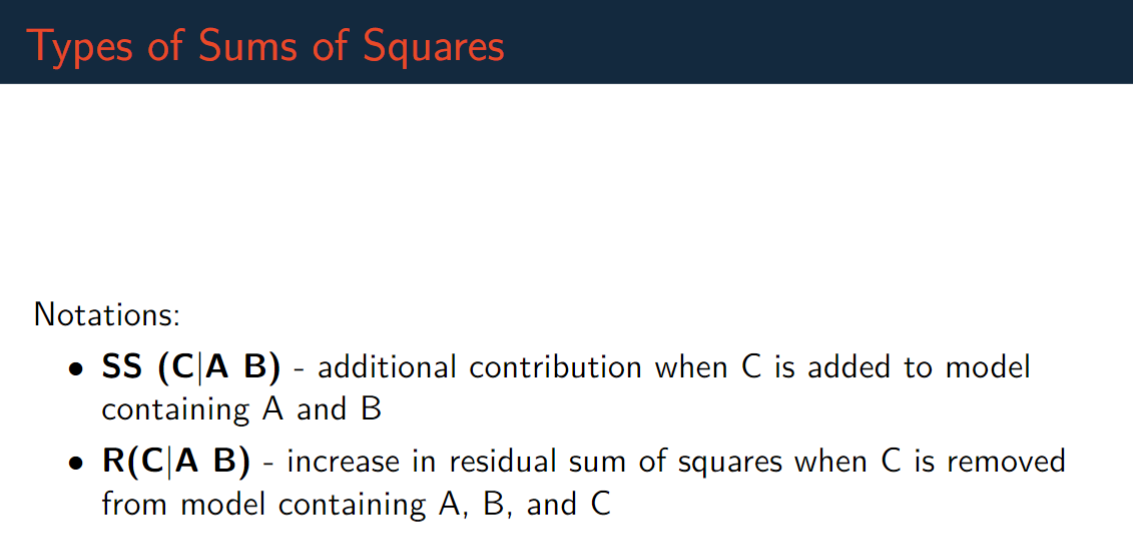 Types of Sums of Squares
Notations:
• SS (C|A B) - additional contribution when C is added to model
containing A and B
• R(C|A B) - increase in residual sum of squares when C is removed
from model containing A, B, and C